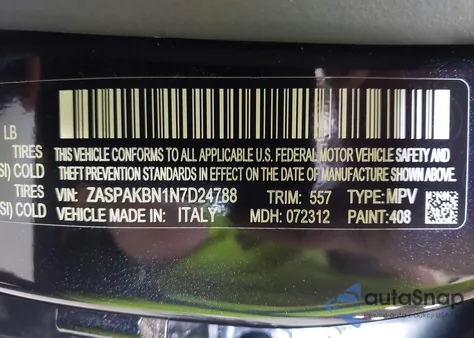 LB
TIRES THIS VEHICLE CONFORMS TO ALL APPLICABLE U.S. FEDERAL MOTOR VEHICLE SAFETY AND
SI) COLD THEFT PREVENTION STANDARDS IN EFFECT ON THE DATE OF MANUFACTURE SHOWN ABOVE.
TIRES VIN: ZASPAKBN1N7D24788 TRIM: 557 TYPE: MPV
SI) COLD VEHICLE MADE IN: ITALY MDH: 072312 PAINT: 408
autoSnap